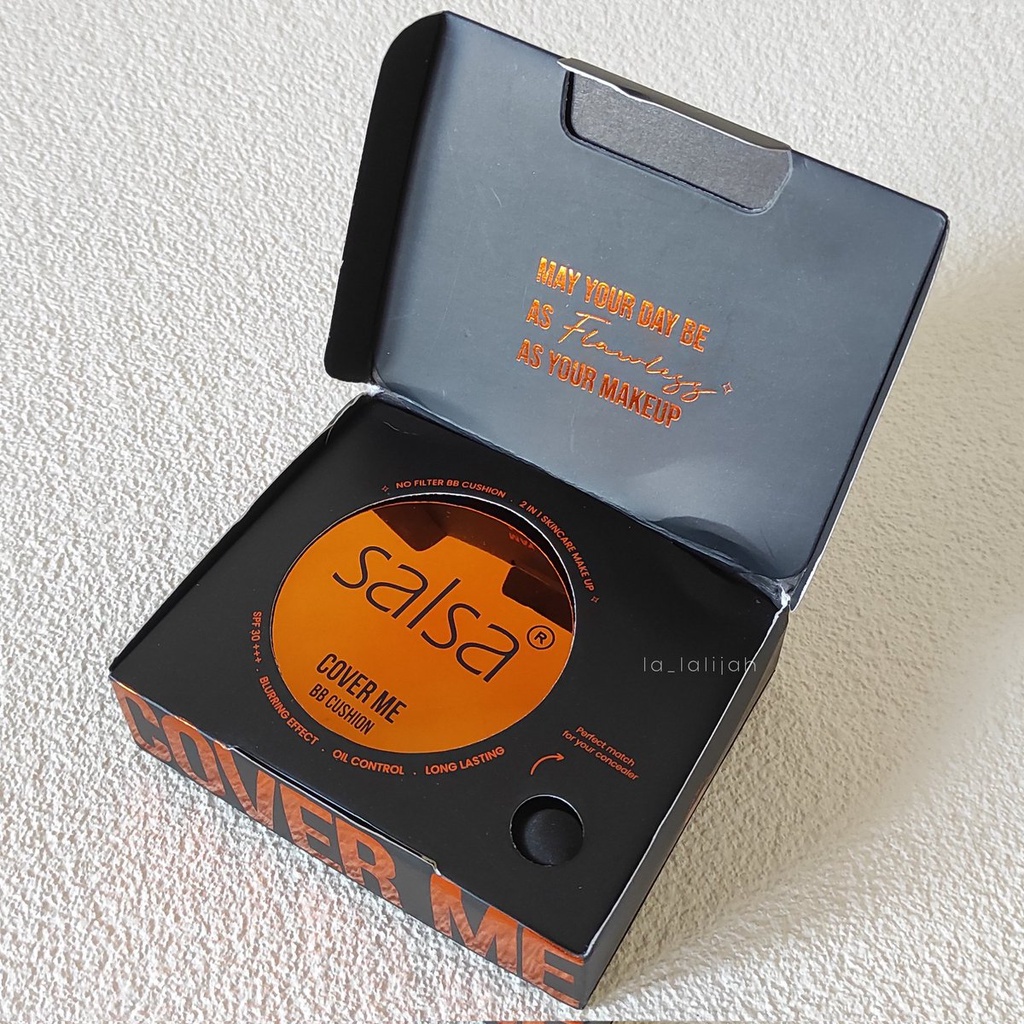 MAY YOUR DAY BE
AS Flawless
AS YOUR MAKEUP
NO FILTER BB CUSHION · 2 IN 1 SKINCARE MAKE UP
salsa®
COVER ME
BB CUSHION
SPF 30 +++ · BLURRING EFFECT · OIL CONTROL · LONG LASTING
la_lalijah
Perfect match
for your concealer
COVER ME